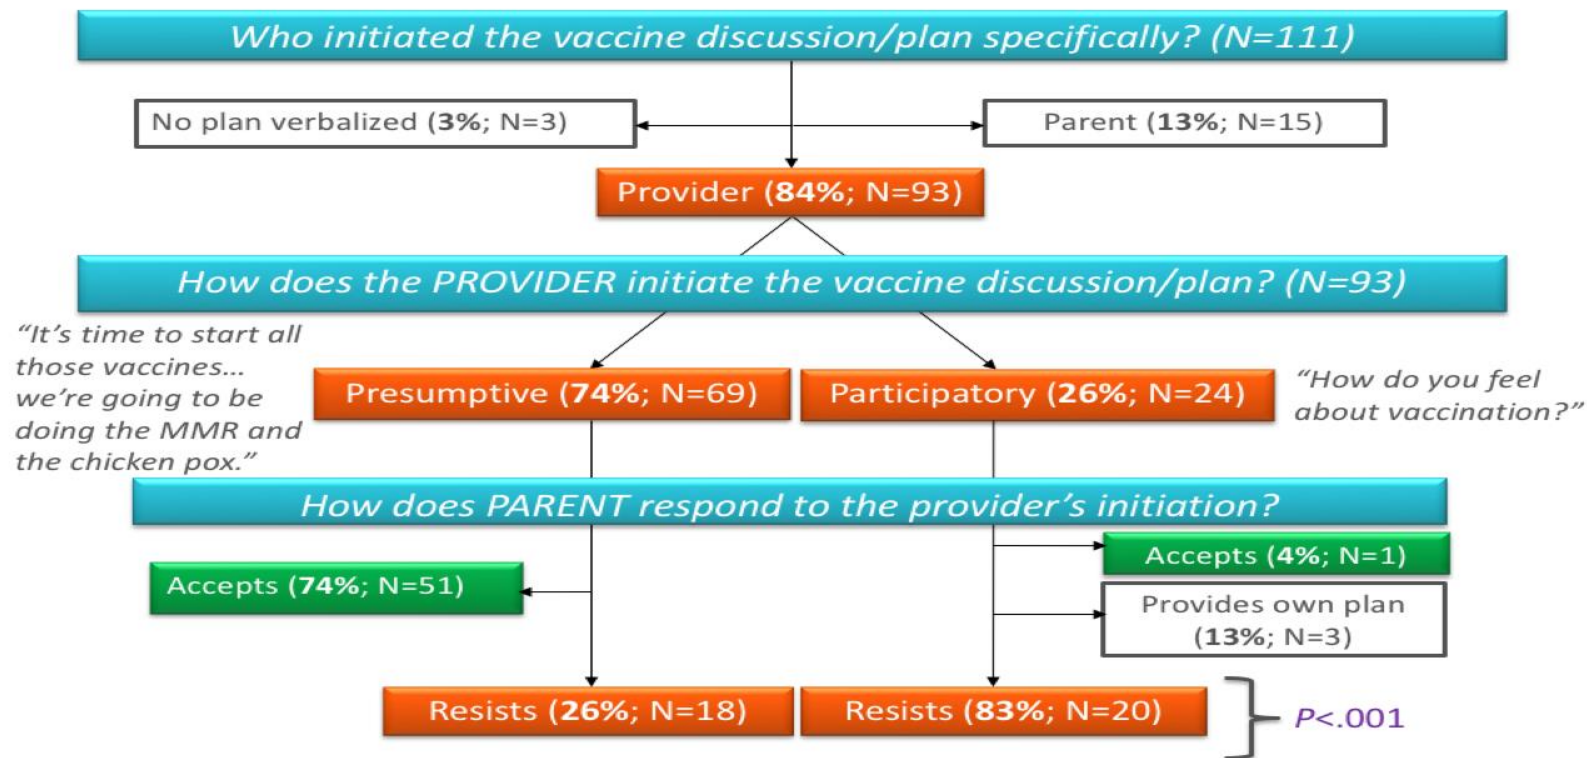 Who initiated the vaccine discussion/plan specifically? (N=111)
No plan verbalized (3%; N=3)
Parent (13%; N=15)
Provider (84%; N=93)
How does the PROVIDER initiate the vaccine discussion/plan? (N=93)
“It’s time to start all
those vaccines…
we’re going to be
doing the MMR and
the chicken pox.”
Presumptive (74%; N=69)
Participatory (26%; N=24)
“How do you feel
about vaccination?”
How does PARENT respond to the provider’s initiation?
Accepts (74%; N=51)
Accepts (4%; N=1)
Provides own plan
(13%; N=3)
Resists (26%; N=18)
Resists (83%; N=20)
P<.001